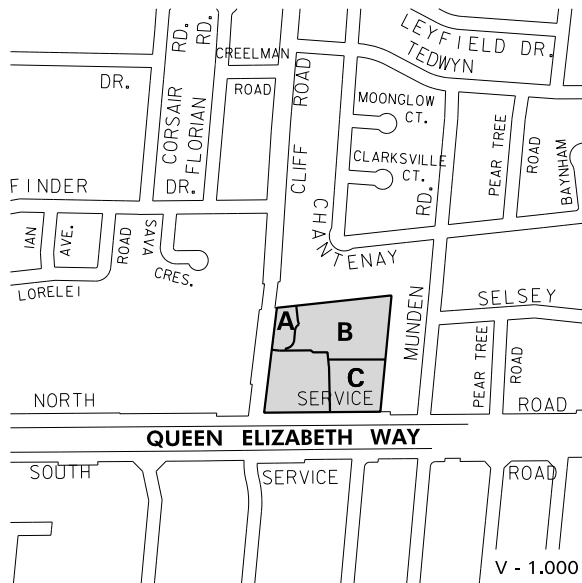 LEYFIELD DR.
TEDWYN
CREELMAN
ROAD
DR.
CORSAIR RD.
FLORIAN RD.
CLIFF ROAD
MOONGLOW
CT.
CLARKSVILLE
CT.
PEAR TREE
ROAD
BAYNHAM
FINDER DR.
CHANTENAY
MUNDEN RD.
IAN
AVE.
ROAD
SAVA
CRES.
LORELEI
SELSEY
A
B
C
PEAR TREE
ROAD
NORTH SERVICE ROAD
QUEEN ELIZABETH WAY
SOUTH SERVICE ROAD
V - 1.000